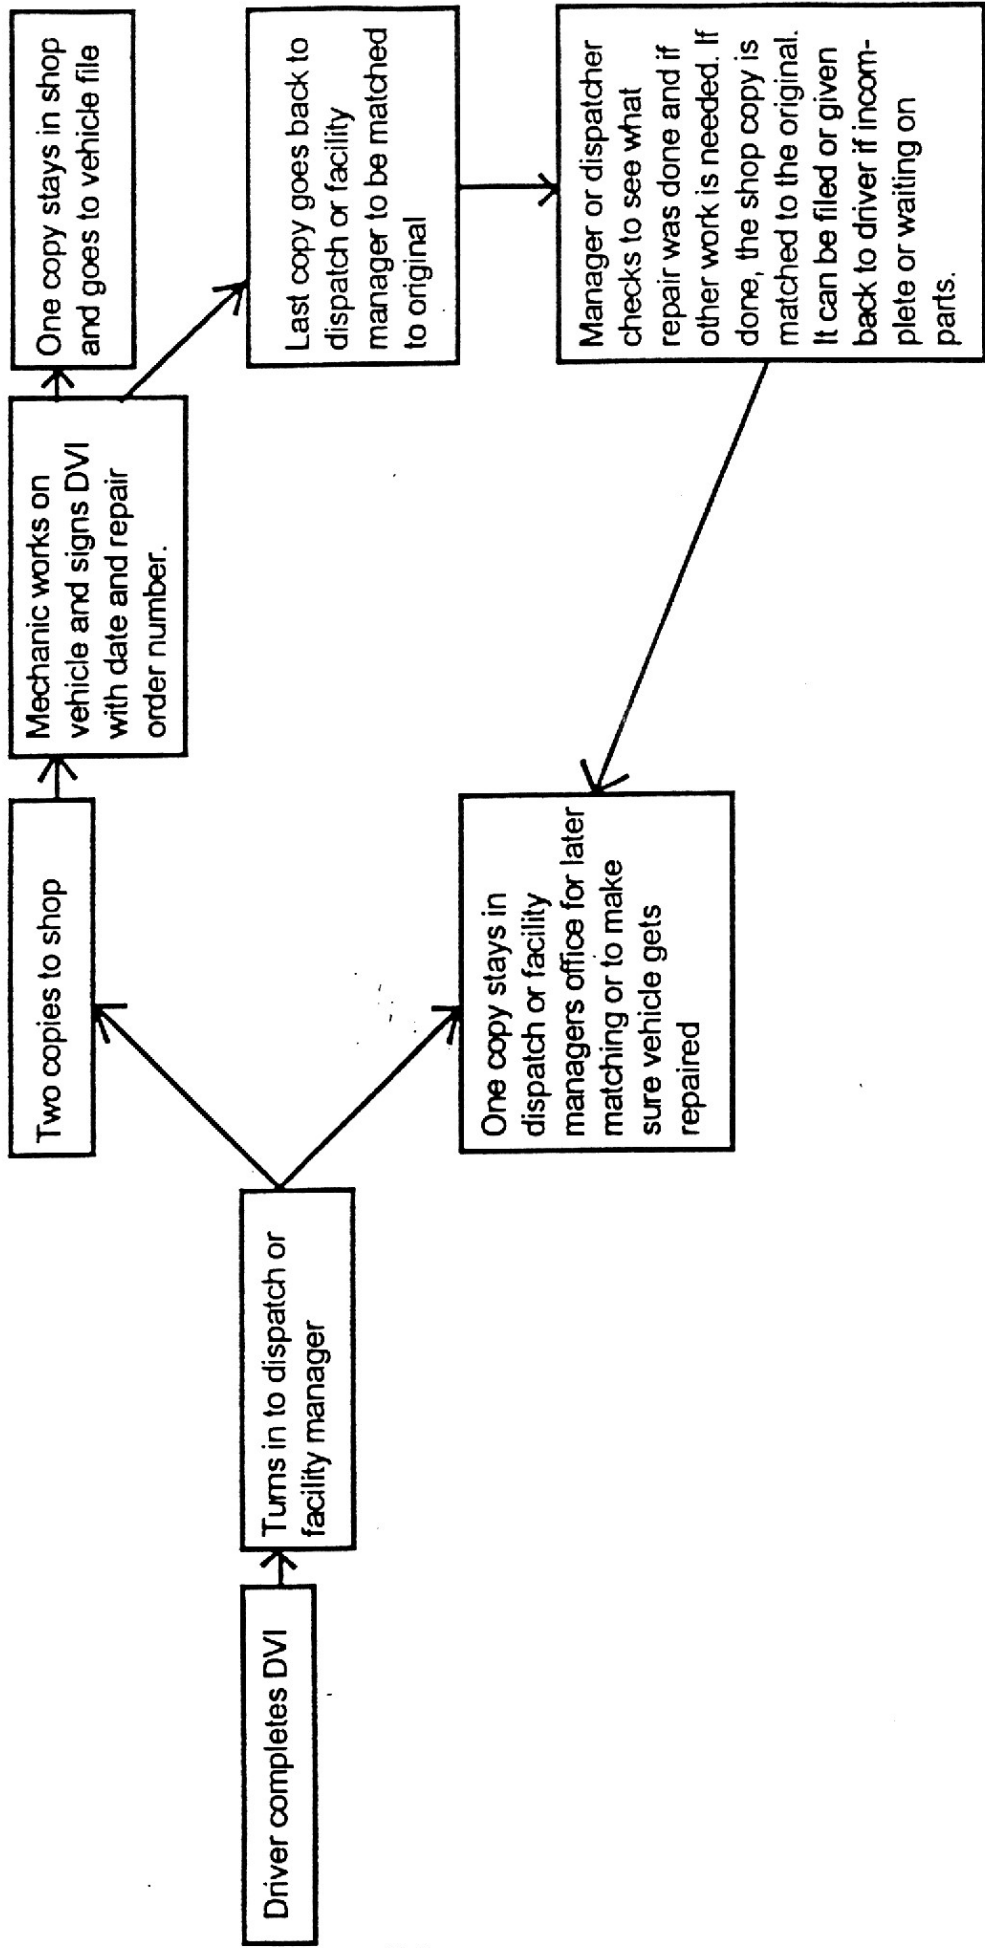 Driver completes DVI
Turns in to dispatch or
facility manager
Two copies to shop
One copy stays in
dispatch or facility
managers office for later
matching or to make
sure vehicle gets
repaired
Mechanic works on
vehicle and signs DVI
with date and repair
order number.
One copy stays in shop
and goes to vehicle file
Last copy goes back to
dispatch or facility
manager to be matched
to original
Manager or dispatcher
checks to see what
repair was done and if
other work is needed. If
done, the shop copy is
matched to the original.
It can be filed or given
back to driver if incom-
plete or waiting on
parts.